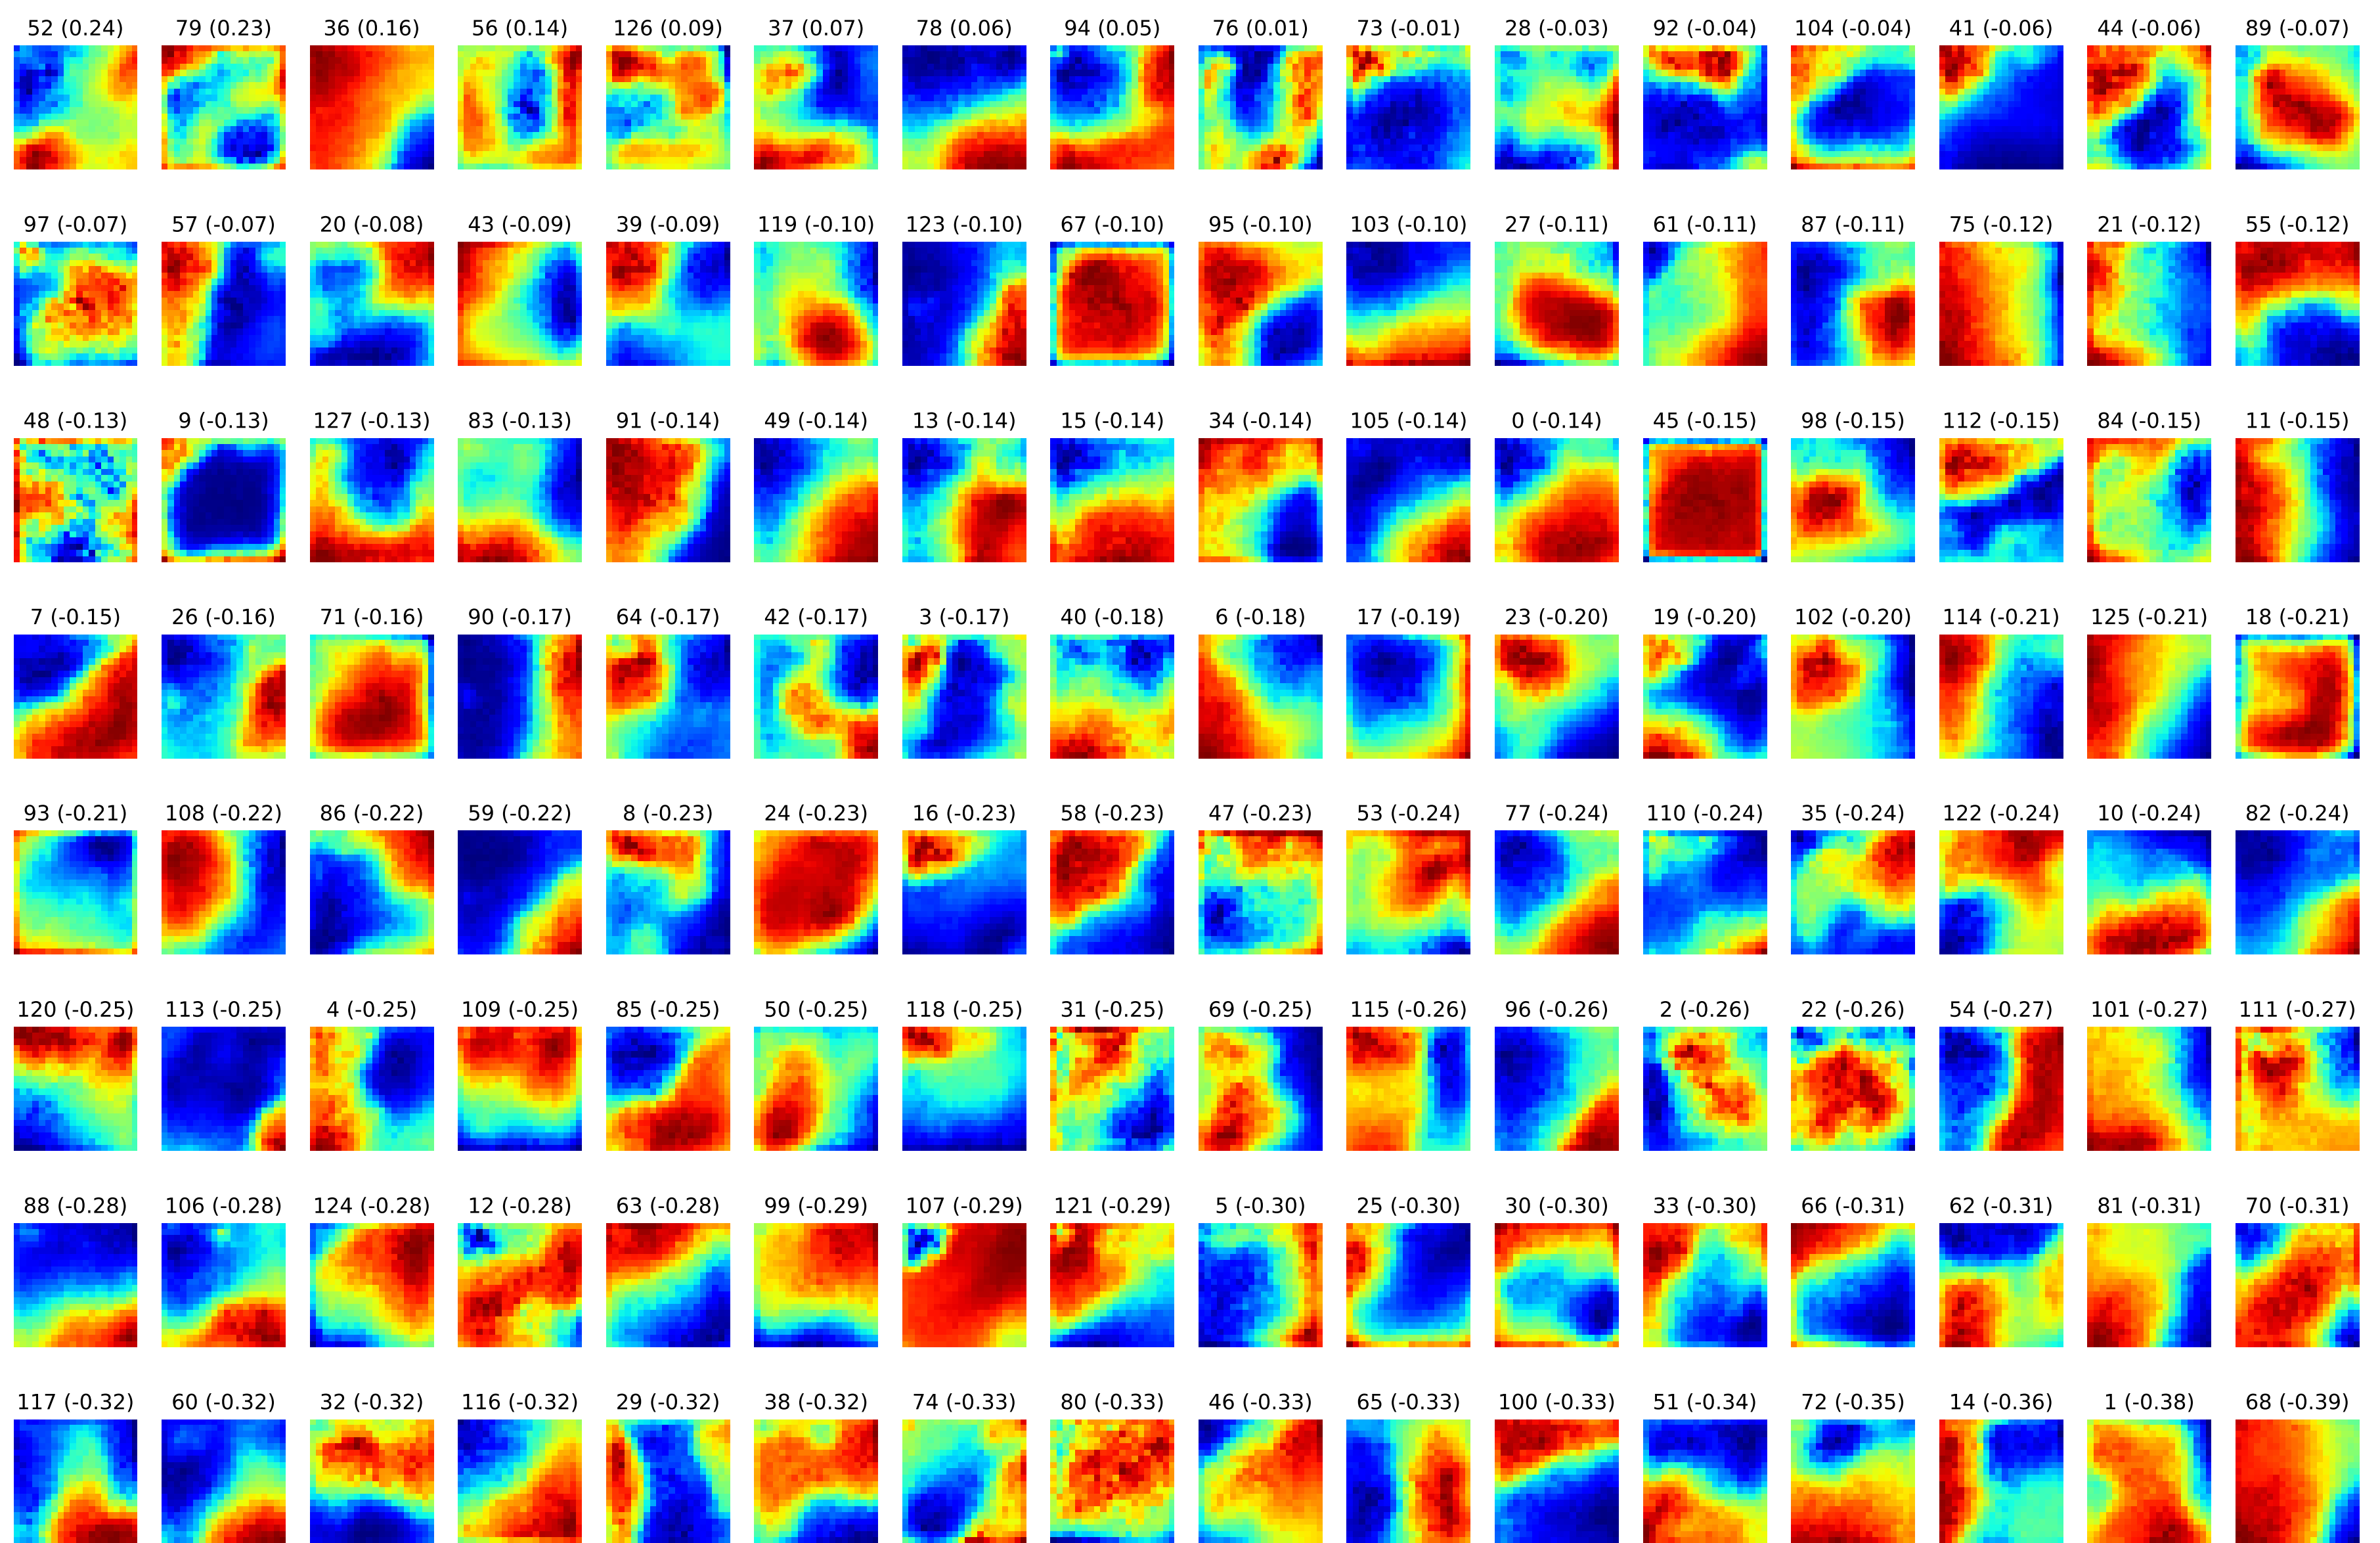 52 (0.24) 79 (0.23) 36 (0.16) 56 (0.14) 126 (0.09) 37 (0.07) 78 (0.06) 94 (0.05) 76 (0.01) 73 (-0.01) 28 (-0.03) 92 (-0.04) 104 (-0.04) 41 (-0.06) 44 (-0.06) 89 (-0.07)
97 (-0.07) 57 (-0.07) 20 (-0.08) 43 (-0.09) 39 (-0.09) 119 (-0.10) 123 (-0.10) 67 (-0.10) 95 (-0.10) 103 (-0.10) 27 (-0.11) 61 (-0.11) 87 (-0.11) 75 (-0.12) 21 (-0.12) 55 (-0.12)
48 (-0.13) 9 (-0.13) 127 (-0.13) 83 (-0.13) 91 (-0.14) 49 (-0.14) 13 (-0.14) 15 (-0.14) 34 (-0.14) 105 (-0.14) 0 (-0.14) 45 (-0.15) 98 (-0.15) 112 (-0.15) 84 (-0.15) 11 (-0.15)
7 (-0.15) 26 (-0.16) 71 (-0.16) 90 (-0.17) 64 (-0.17) 42 (-0.17) 3 (-0.17) 40 (-0.18) 6 (-0.18) 17 (-0.19) 23 (-0.20) 19 (-0.20) 102 (-0.20) 114 (-0.21) 125 (-0.21) 18 (-0.21)
93 (-0.21) 108 (-0.22) 86 (-0.22) 59 (-0.22) 8 (-0.23) 24 (-0.23) 16 (-0.23) 58 (-0.23) 47 (-0.23) 53 (-0.24) 77 (-0.24) 110 (-0.24) 35 (-0.24) 122 (-0.24) 10 (-0.24) 82 (-0.24)
120 (-0.25) 113 (-0.25) 4 (-0.25) 109 (-0.25) 85 (-0.25) 50 (-0.25) 118 (-0.25) 31 (-0.25) 69 (-0.25) 115 (-0.26) 96 (-0.26) 2 (-0.26) 22 (-0.26) 54 (-0.27) 101 (-0.27) 111 (-0.27)
88 (-0.28) 106 (-0.28) 124 (-0.28) 12 (-0.28) 63 (-0.28) 99 (-0.29) 107 (-0.29) 121 (-0.29) 5 (-0.30) 25 (-0.30) 30 (-0.30) 33 (-0.30) 66 (-0.31) 62 (-0.31) 81 (-0.31) 70 (-0.31)
117 (-0.32) 60 (-0.32) 32 (-0.32) 116 (-0.32) 29 (-0.32) 38 (-0.32) 74 (-0.33) 80 (-0.33) 46 (-0.33) 65 (-0.33) 100 (-0.33) 51 (-0.34) 72 (-0.35) 14 (-0.36) 1 (-0.38) 68 (-0.39)